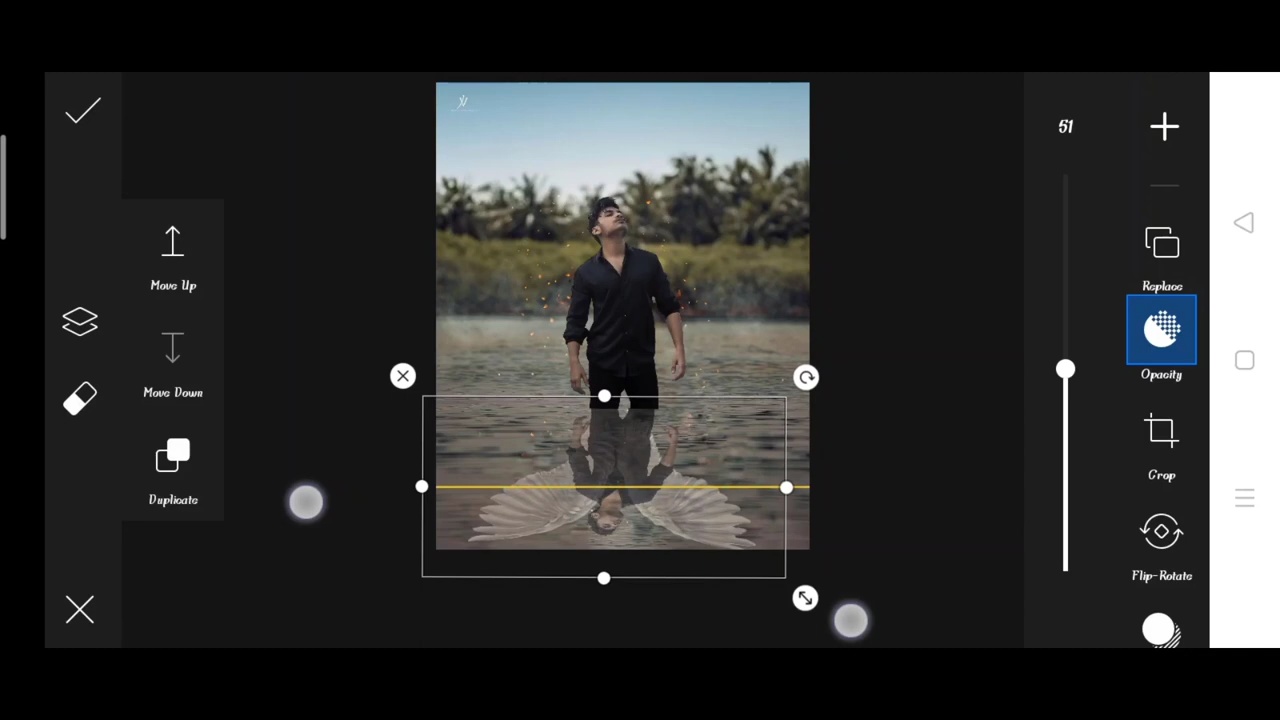 51
Move Up
Replace
Opacity
Move Down
Crop
Duplicate
Flip-Rotate